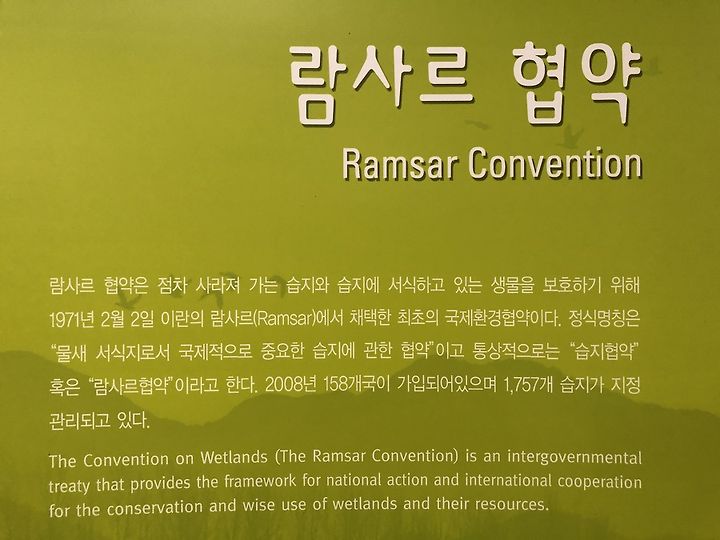 람사르 협약
Ramsar Convention
람사르 협약은 점차 사라져 가는 습지와 습지에 서식하고 있는 생물을 보호하기 위해
1971년 2월 2일 이란의 람사르(Ramsar)에서 채택한 최초의 국제환경협약이다. 정식명칭은
“물새 서식지로서 국제적으로 중요한 습지에 관한 협약”이고 통상적으로는 “습지협약”
혹은 “람사르협약”이라고 한다. 2008년 158개국이 가입되어있으며 1,757개 습지가 지정
관리되고 있다.
The Convention on Wetlands (The Ramsar Convention) is an intergovernmental
treaty that provides the framework for national action and international cooperation
for the conservation and wise use of wetlands and their resources.